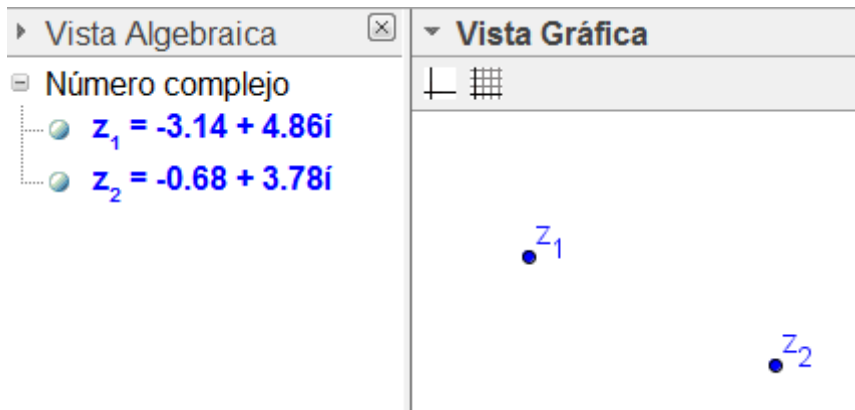 Vista Algebraica
Número complejo
z₁ = -3.14 + 4.86í
z₂ = -0.68 + 3.78í
Vista Gráfica
z₁
z₂